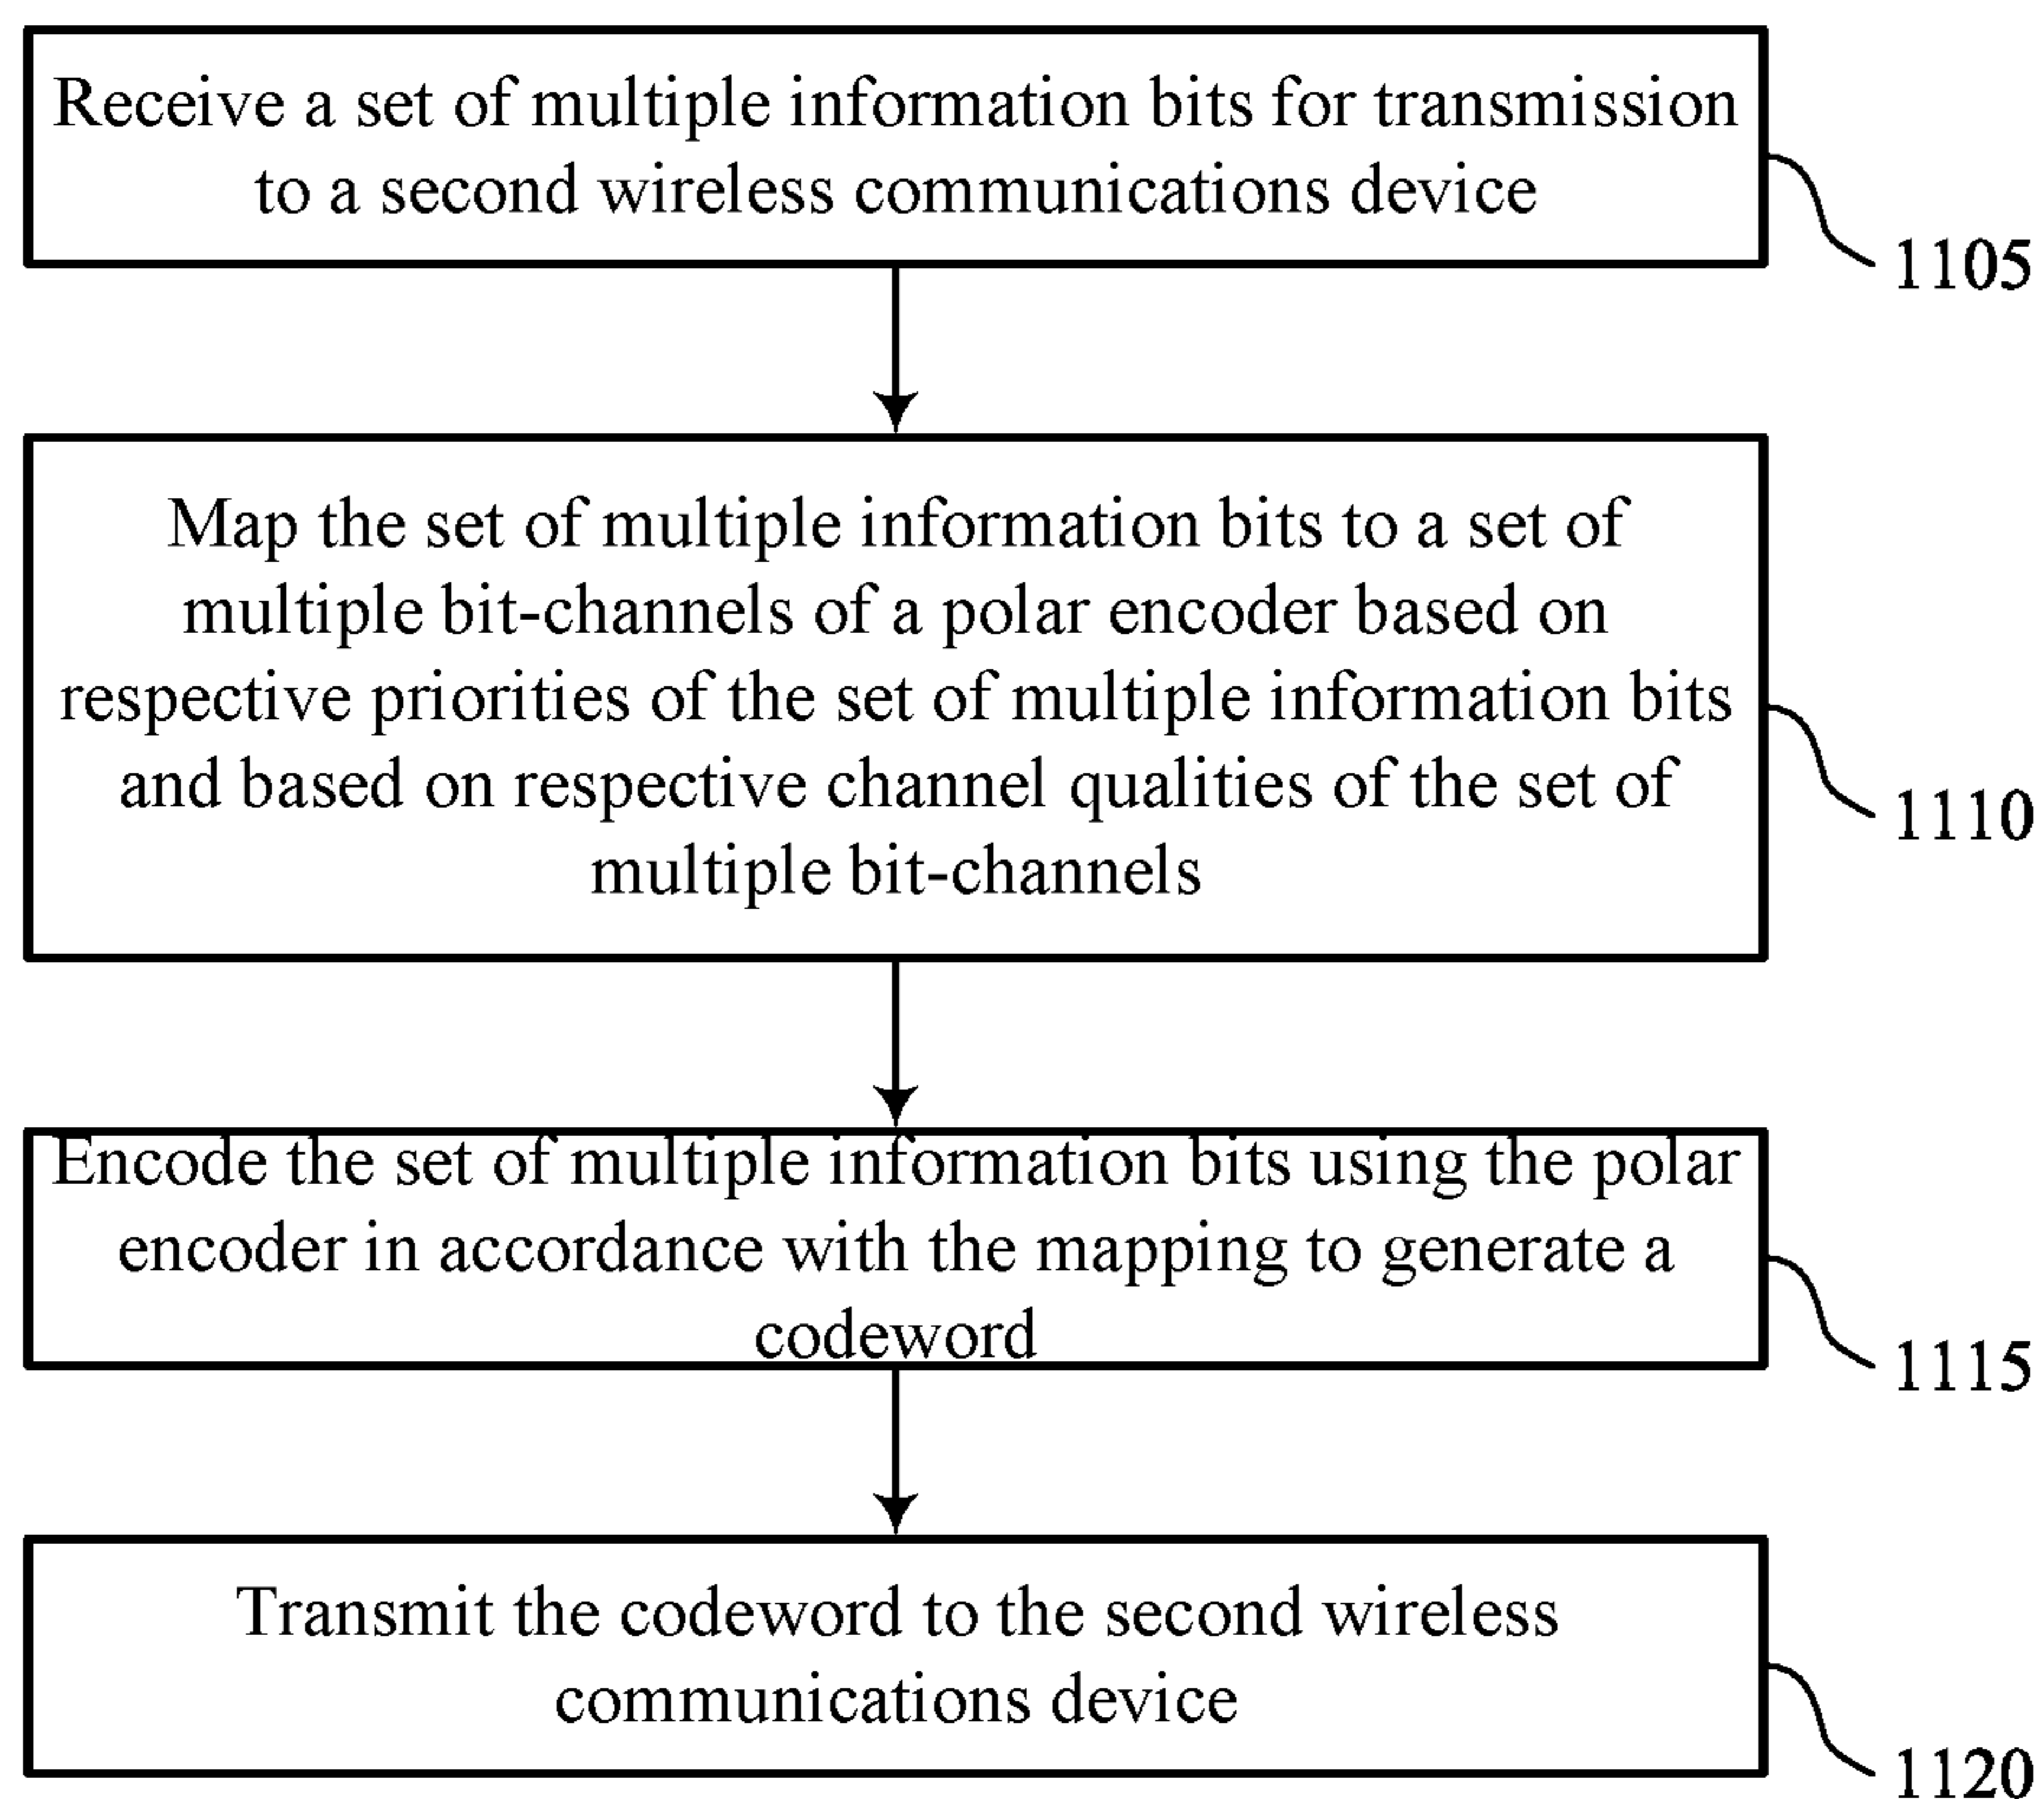 Receive a set of multiple information bits for transmission
to a second wireless communications device
1105
Map the set of multiple information bits to a set of
multiple bit-channels of a polar encoder based on
respective priorities of the set of multiple information bits
and based on respective channel qualities of the set of
multiple bit-channels
1110
Encode the set of multiple information bits using the polar
encoder in accordance with the mapping to generate a
codeword
1115
Transmit the codeword to the second wireless
communications device
1120